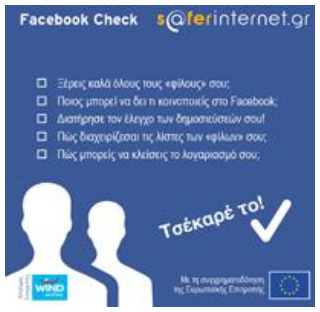 Facebook Check
s@ferinternet.gr
Ξέρεις καλά όλους τους «φίλους» σου;
Ποιος μπορεί να δει τι κοινοποιείς στο Facebook;
Διατήρησε τον έλεγχο των δημοσιεύσεών σου!
Πώς διαχειρίζεσαι τις λίστες των «φίλων» σου;
Πώς μπορείς να κλείσεις το λογαριασμό σου;
Τσέκαρέ το!
WIND
Με τη συγχρηματοδότηση
της Ευρωπαϊκής Επιτροπής